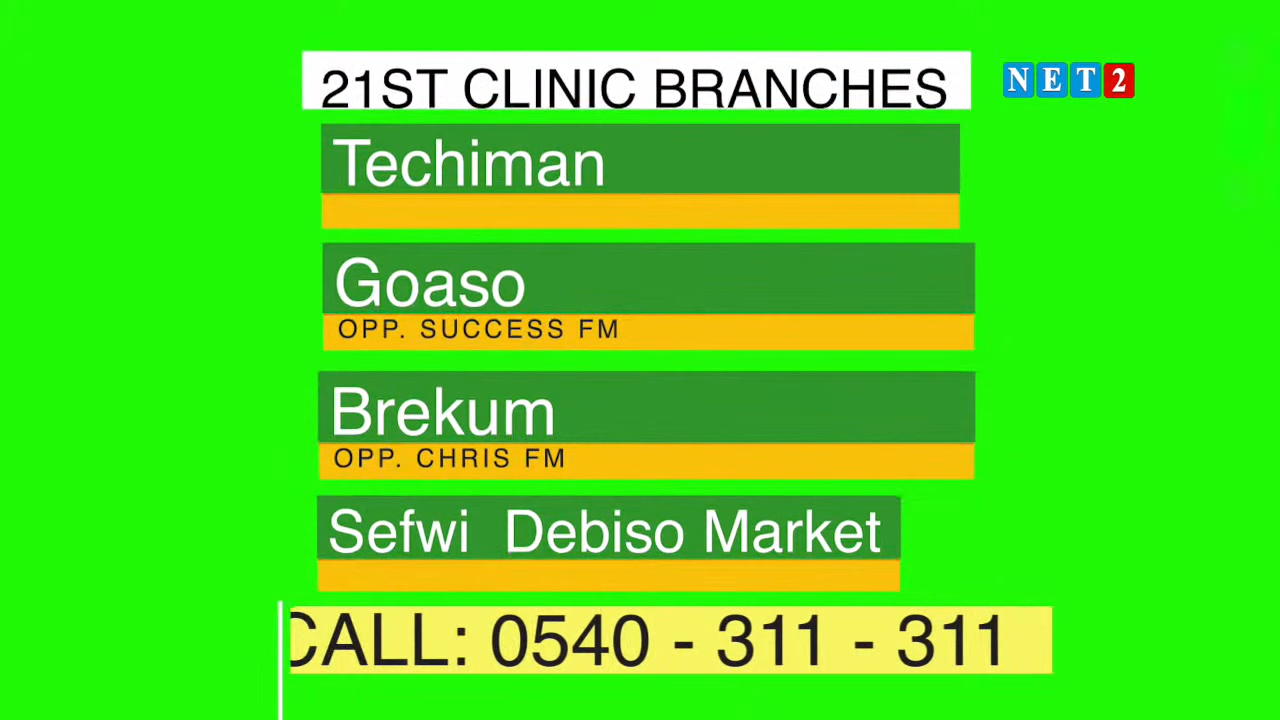 21ST CLINIC BRANCHES
NET2
Techiman
Goaso
OPP. SUCCESS FM
Brekum
OPP. CHRIS FM
Sefwi Debiso Market
CALL: 0540 - 311 - 311